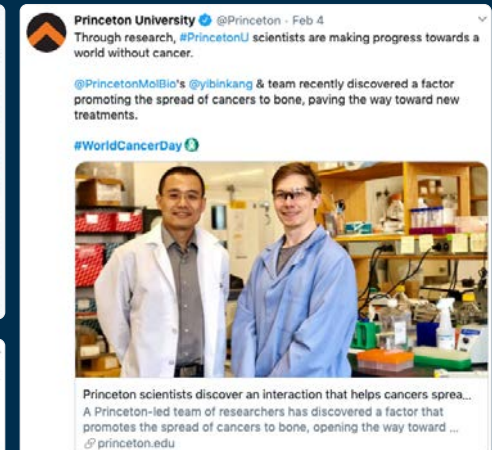 Princeton University @Princeton · Feb 4
Through research, #PrincetonU scientists are making progress towards a
world without cancer.
@PrincetonMolBio's @yibinkang & team recently discovered a factor
promoting the spread of cancers to bone, paving the way toward new
treatments.
#WorldCancerDay
Princeton scientists discover an interaction that helps cancers sprea...
A Princeton-led team of researchers has discovered a factor that
promotes the spread of cancers to bone, opening the way toward ...
princeton.edu